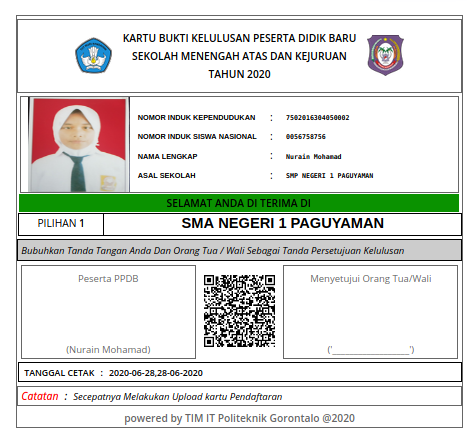 KARTU BUKTI KELULUSAN PESERTA DIDIK BARU
SEKOLAH MENENGAH ATAS DAN KEJURUAN
TAHUN 2020
NOMOR INDUK KEPENDUDUKAN : 7502016304050002
NOMOR INDUK SISWA NASIONAL : 0056758756
NAMA LENGKAP : Nurain Mohamad
ASAL SEKOLAH : SMP NEGERI 1 PAGUYAMAN
SELAMAT ANDA DI TERIMA DI
PILIHAN 1 SMA NEGERI 1 PAGUYAMAN
Bubuhkan Tanda Tangan Anda Dan Orang Tua / Wali Sebagai Tanda Persetujuan Kelulusan
Peserta PPDB
(Nurain Mohamad)
Menyetujui Orang Tua/Wali
('________________')
TANGGAL CETAK : 2020-06-28,28-06-2020
Catatan : Secepatnya Melakukan Upload kartu Pendaftaran
powered by TIM IT Politeknik Gorontalo @2020